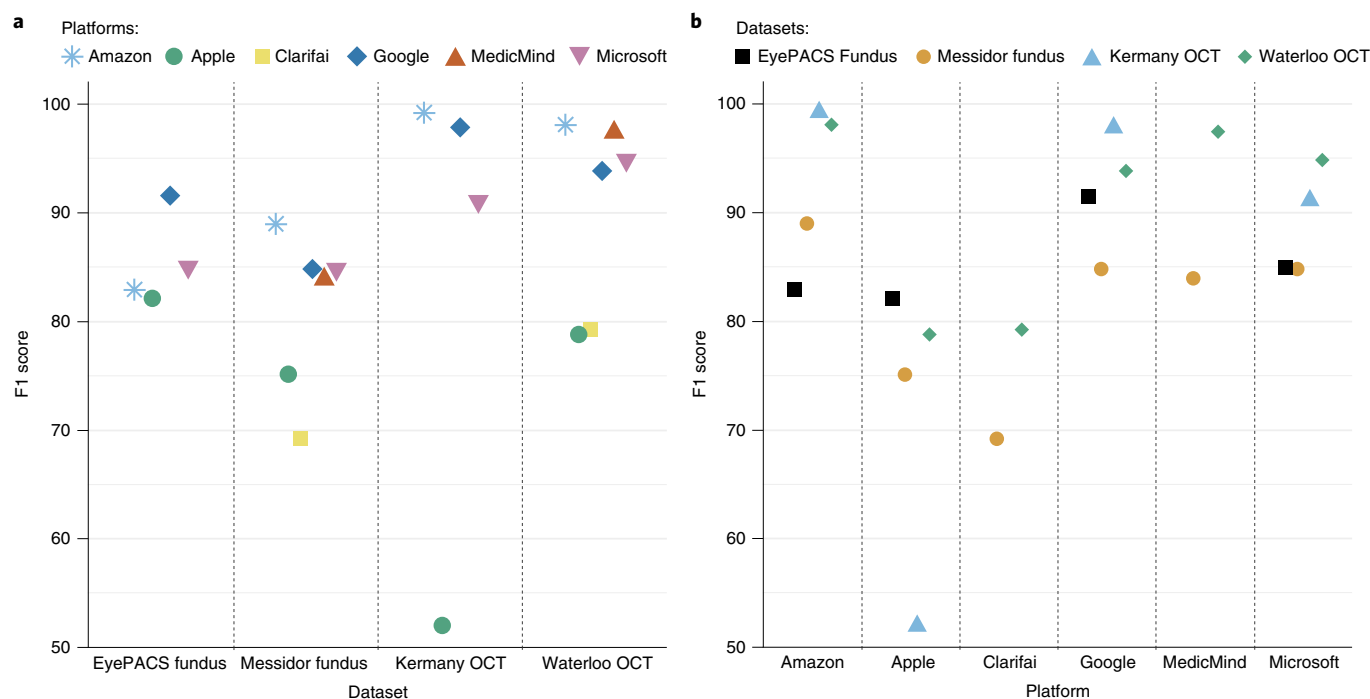 a
Platforms:
Amazon Apple Clarifai Google MedicMind Microsoft
100
90
80
70
60
50
F1 score
EyePACS fundus Messidor fundus Kermany OCT Waterloo OCT
Dataset
b
Datasets:
EyePACS Fundus Messidor fundus Kermany OCT Waterloo OCT
100
90
80
70
60
50
F1 score
Amazon Apple Clarifai Google MedicMind Microsoft
Platform